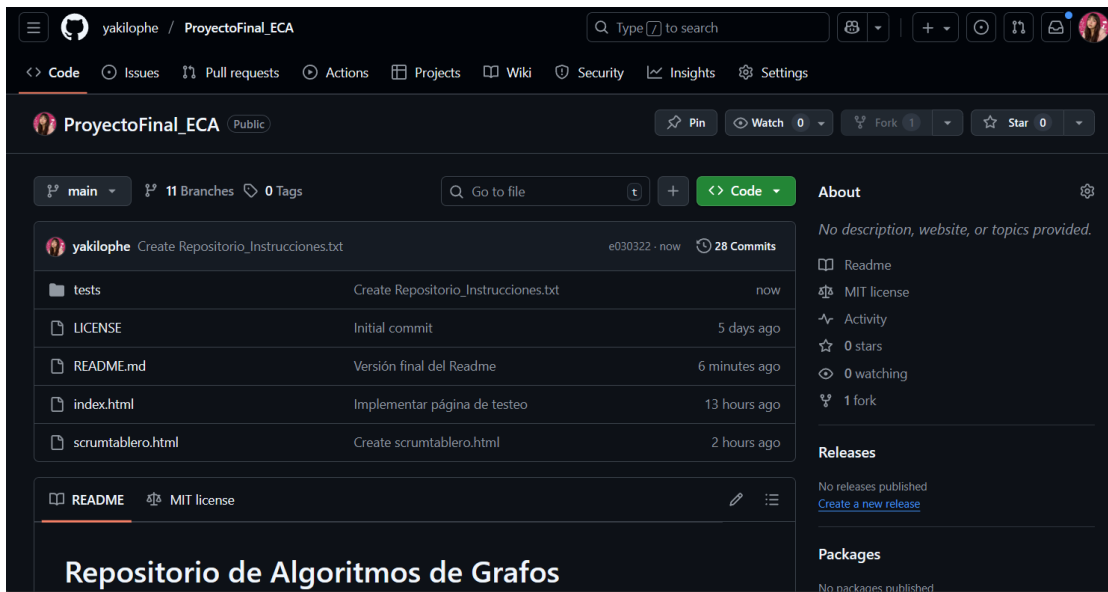 yakilophe / ProyectoFinal_ECA
Type / to search
Code Issues Pull requests Actions Projects Wiki Security Insights Settings
ProyectoFinal_ECA Public
Pin Watch 0 Fork 1 Star 0
main 11 Branches 0 Tags
Go to file t
Code
yakilophe Create Repositorio_Instrucciones.txt e030322 · now 28 Commits
tests Create Repositorio_Instrucciones.txt now
LICENSE Initial commit 5 days ago
README.md Versión final del Readme 6 minutes ago
index.html Implementar página de testeo 13 hours ago
scrumtablero.html Create scrumtablero.html 2 hours ago
README MIT license
Repositorio de Algoritmos de Grafos
About
No description, website, or topics provided.
Readme
MIT license
Activity
0 stars
0 watching
1 fork
Releases
No releases published
Create a new release
Packages
No packages published